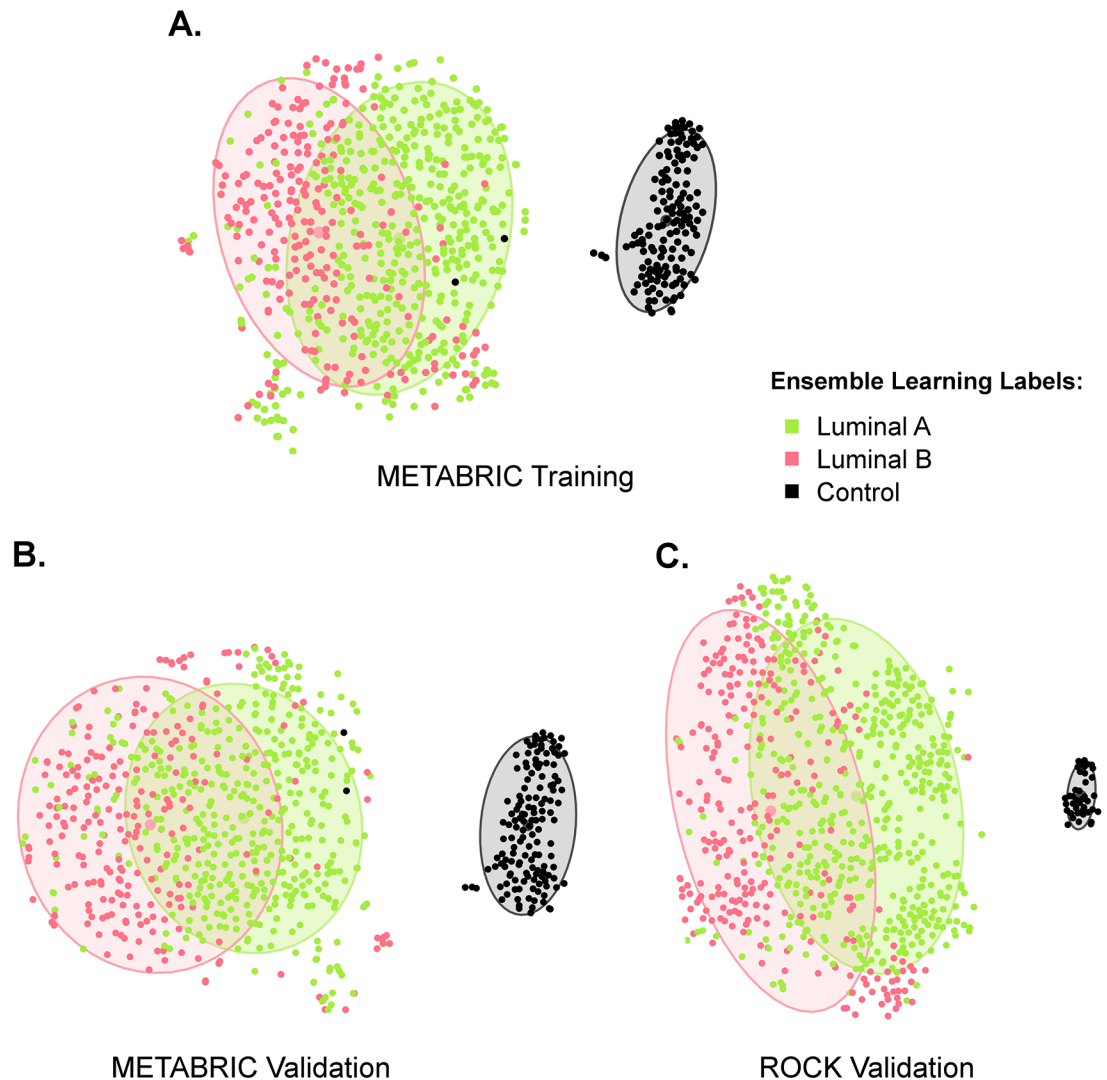 A.
Ensemble Learning Labels:
Luminal A
Luminal B
Control
METABRIC Training
B.
C.
METABRIC Validation
ROCK Validation